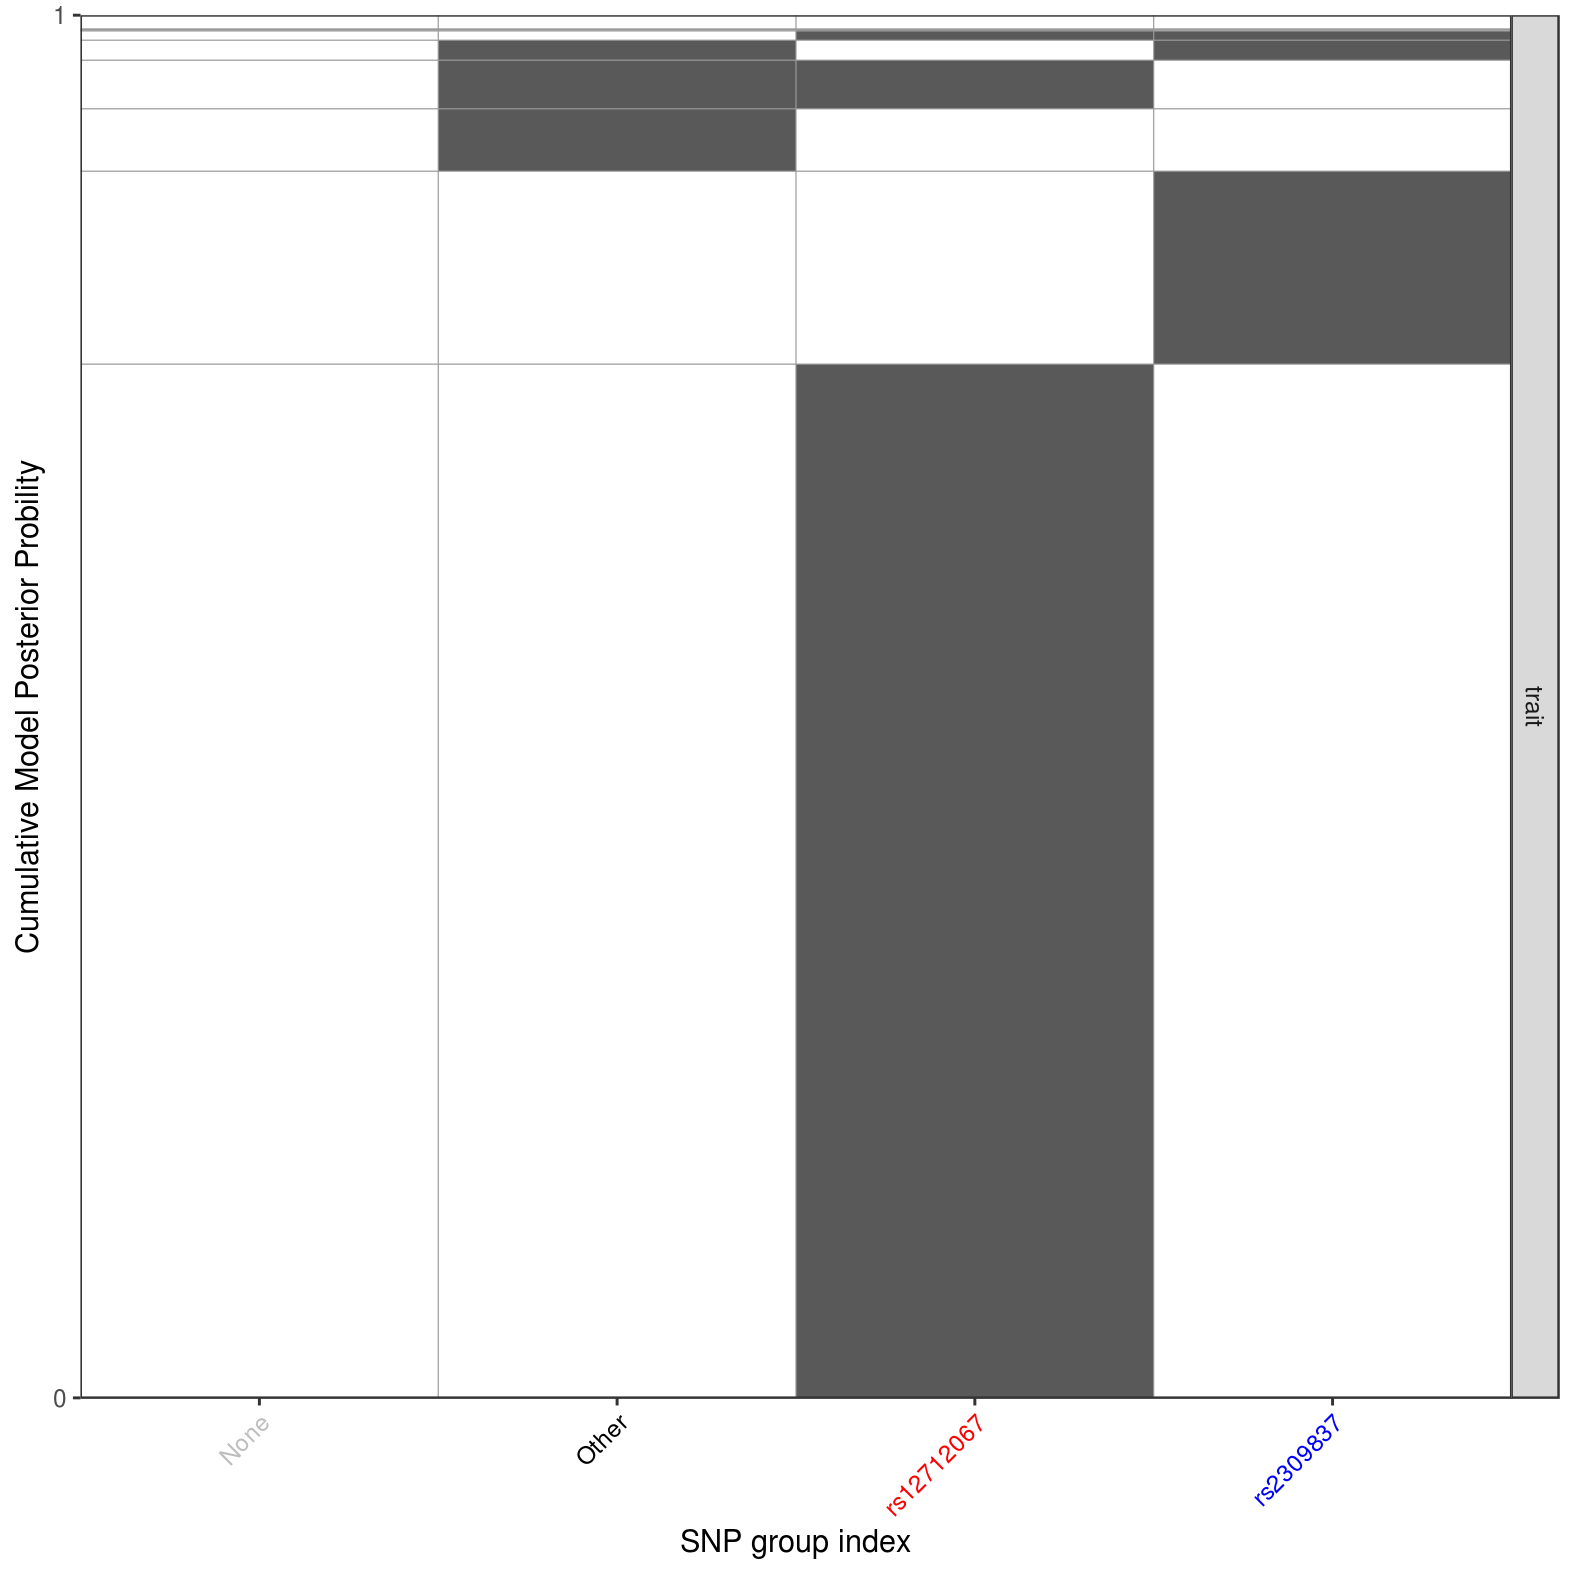 Cumulative Model Posterior Probility
1
0
trait
None
Other
rs12712067
rs2309837
SNP group index